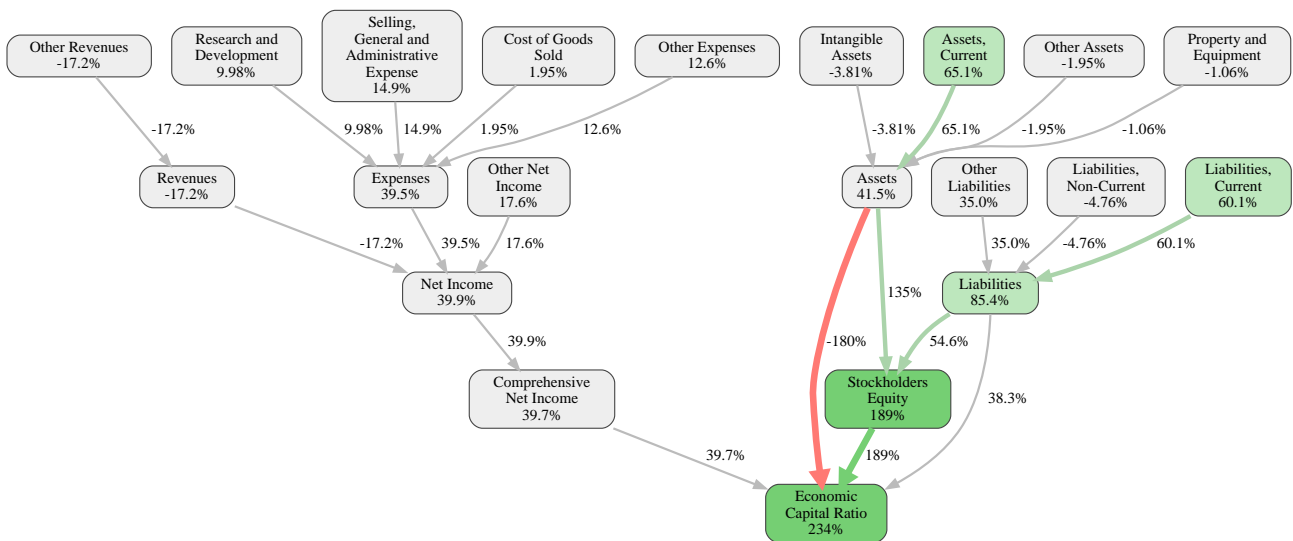 Other Revenues
-17.2%
Research and
Development
9.98%
Selling,
General and
Administrative
Expense
14.9%
Cost of Goods
Sold
1.95%
Other Expenses
12.6%
Intangible
Assets
-3.81%
Assets,
Current
65.1%
Other Assets
-1.95%
Property and
Equipment
-1.06%
-17.2%
9.98%
14.9%
1.95%
12.6%
-3.81%
65.1%
-1.95%
-1.06%
Revenues
-17.2%
Expenses
39.5%
Other Net
Income
17.6%
Assets
41.5%
Other
Liabilities
35.0%
Liabilities,
Non-Current
-4.76%
Liabilities,
Current
60.1%
-17.2%
39.5%
17.6%
35.0%
-4.76%
60.1%
Net Income
39.9%
135%
Liabilities
85.4%
39.9%
-180%
54.6%
Comprehensive
Net Income
39.7%
Stockholders
Equity
189%
38.3%
39.7%
189%
Economic
Capital Ratio
234%